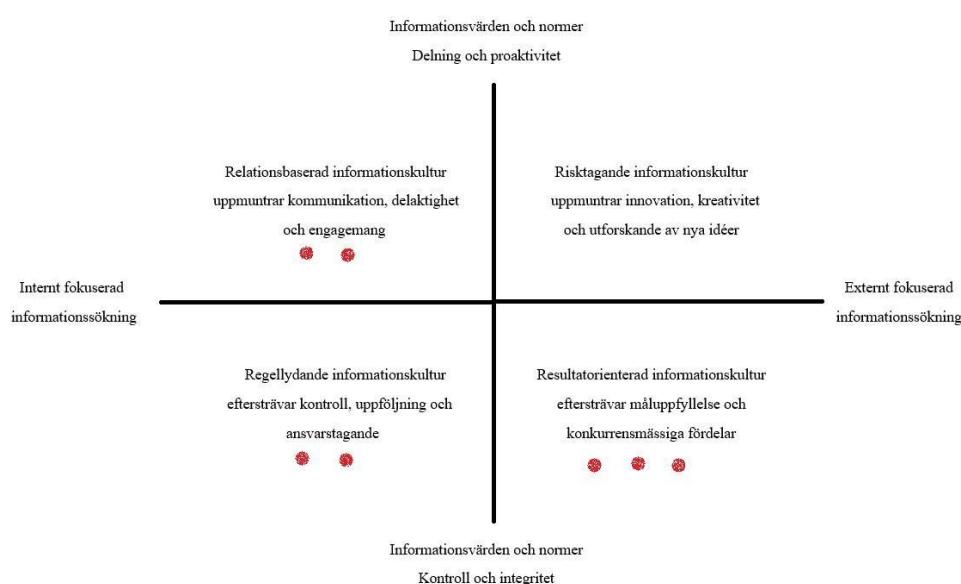 Informationsvärden och normer
Delning och proaktivitet
Relationsbaserad informationskultur
uppmuntrar kommunikation, delaktighet
och engagemang
Risktagande informationskultur
uppmuntrar innovation, kreativitet
och utforskande av nya idéer
Internt fokuserad
informationssökning
Externt fokuserad
informationssökning
Regellydande informationskultur
eftersträvar kontroll, uppföljning och
ansvarstagande
Resultatorienterad informationskultur
eftersträvar måluppfyllelse och
konkurrensmässiga fördelar
Informationsvärden och normer
Kontroll och integritet